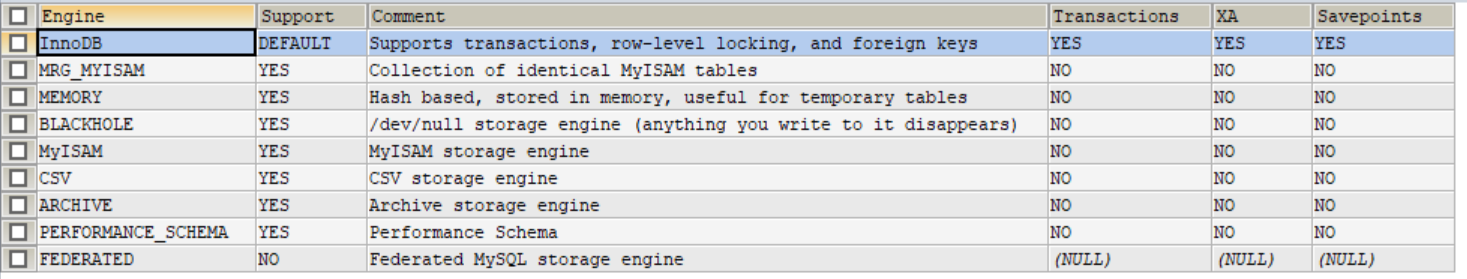 Engine Support Comment Transactions XA Savepoints
InnoDB DEFAULT Supports transactions, row-level locking, and foreign keys YES YES YES
MRG_MYISAM YES Collection of identical MyISAM tables NO NO NO
MEMORY YES Hash based, stored in memory, useful for temporary tables NO NO NO
BLACKHOLE YES /dev/null storage engine (anything you write to it disappears) NO NO NO
MyISAM YES MyISAM storage engine NO NO NO
CSV YES CSV storage engine NO NO NO
ARCHIVE YES Archive storage engine NO NO NO
PERFORMANCE_SCHEMA YES Performance Schema NO NO NO
FEDERATED NO Federated MySQL storage engine (NULL) (NULL) (NULL)